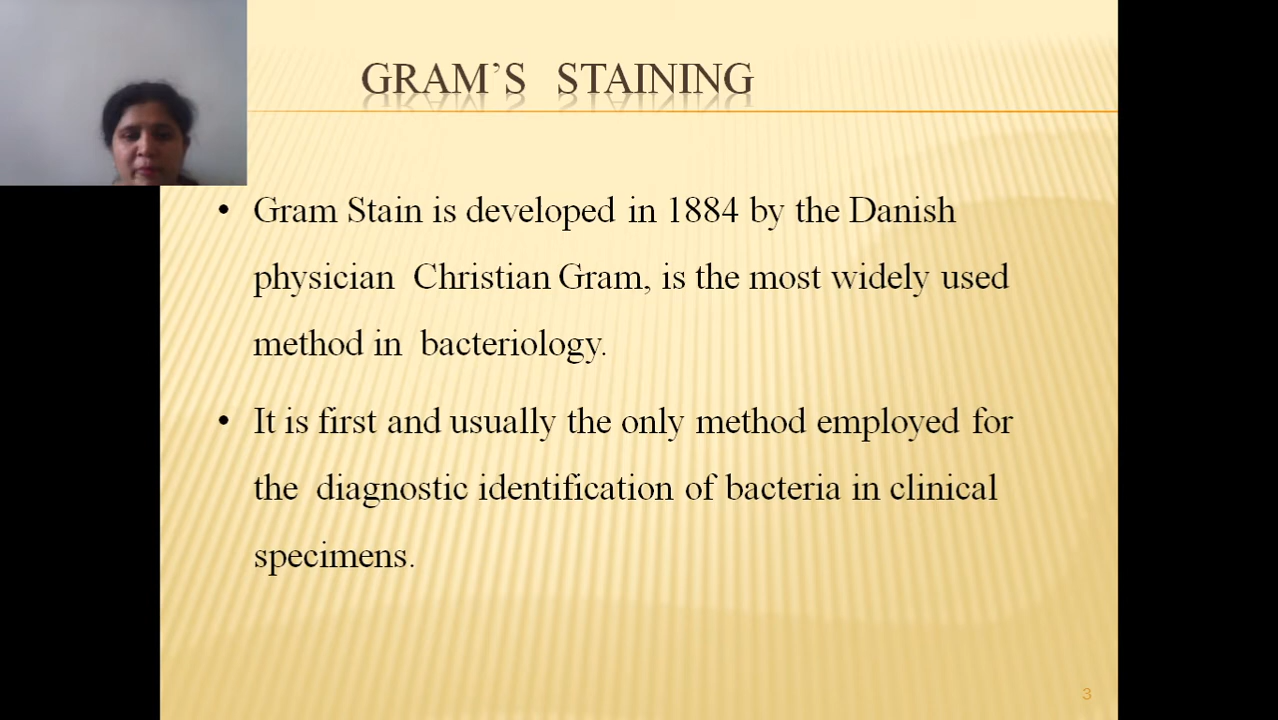 GRAM’S STAINING
• Gram Stain is developed in 1884 by the Danish
physician Christian Gram, is the most widely used
method in bacteriology.
• It is first and usually the only method employed for
the diagnostic identification of bacteria in clinical
specimens.
3